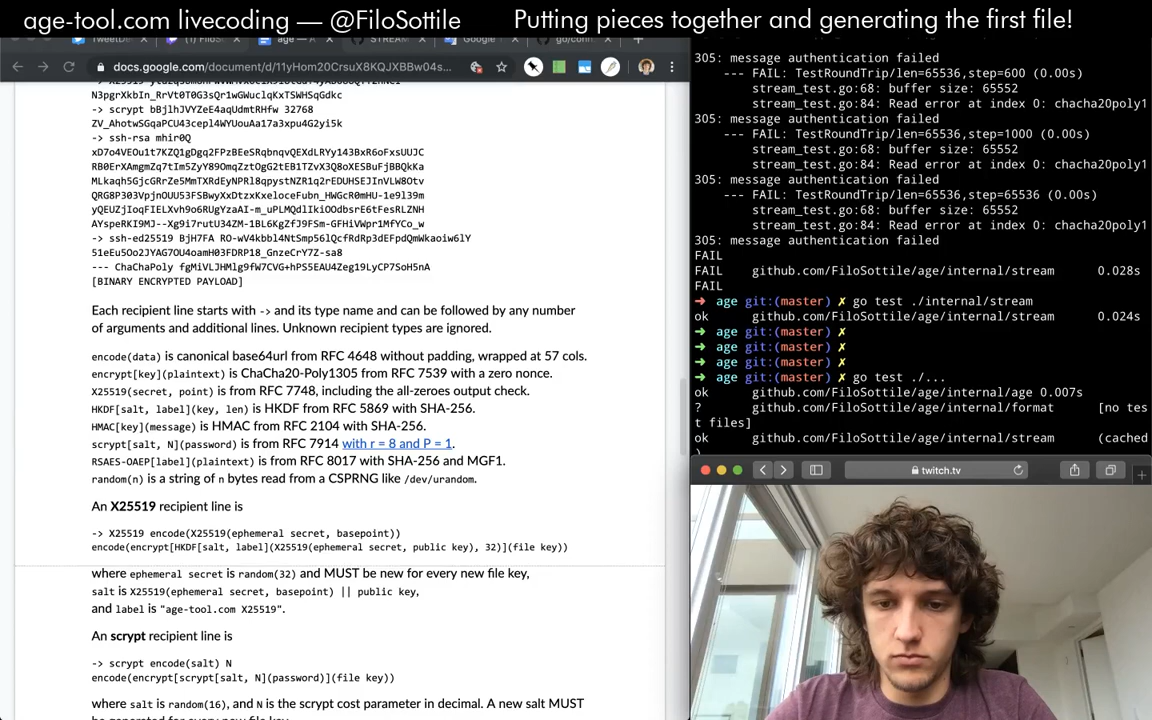 age-tool.com livecoding — @FiloSottile
Putting pieces together and generating the first file!
docs.google.com/document/d/11yHom20CrsuX8KQJXBBw04s...
N3pgrXkbIn_RrVt0T0G3sQr1wGWuclqKxTSWHSqGdkc
-> scrypt bBjlhJVYZeE4aqUdmtRHfw 32768
ZV_AhotwSGqaPCU43cepl4WYUouAa17a3xpu4G2yi5k
-> ssh-rsa mhir0Q
xD7o4VEOu1t7KZQ1gDgq2FPzBEeSRqbnqvQEXdLRYy143BxR6oFxsUUJC
RB0ErXAmgmZq7tIm5ZyY89OmqZztOgG2tEB1TZvX3Q8oXESBuFjBBQkKa
MLkaqh5GjcGRrZe5MmTXRdEyNPRl8qpystNZR1q2rEDUHSEJInVLW8Otv
QRG8P303VpjnOUU53FSBwyXxDtzxKxeloceFubn_HWGcR0mHU-1e9l39m
yQEUZjIoqFIELXvh9o6RUgYzaAI-m_uPLMQdlIkiOOdbsrE6tFesRLZNH
AYspeRKI9MJ--Xg9i7rutU34ZM-1BL6KgZfJ9FSm-GFHiVWpr1MfYCo_w
-> ssh-ed25519 BjH7FA RO-wV4kbbl4NtSmp56lQcfRdRp3dEFpdQmWkaoiw6lY
51eEu5Oo2JYAG7OU4oamH03FDRP18_GnzeCrY7Z-sa8
--- ChaChaPoly fgMiVLJHMlg9fW7CVG+hPS5EAU4Zeg19LyCP7SoH5nA
[BINARY ENCRYPTED PAYLOAD]
Each recipient line starts with -> and its type name and can be followed by any number
of arguments and additional lines. Unknown recipient types are ignored.
encode(data) is canonical base64url from RFC 4648 without padding, wrapped at 57 cols.
encrypt[key](plaintext) is ChaCha20-Poly1305 from RFC 7539 with a zero nonce.
X25519(secret, point) is from RFC 7748, including the all-zeroes output check.
HKDF[salt, label](key, len) is HKDF from RFC 5869 with SHA-256.
HMAC[key](message) is HMAC from RFC 2104 with SHA-256.
scrypt[salt, N](password) is from RFC 7914 with r = 8 and P = 1.
RSAES-OAEP[label](plaintext) is from RFC 8017 with SHA-256 and MGF1.
random(n) is a string of n bytes read from a CSPRNG like /dev/urandom.
An X25519 recipient line is
-> X25519 encode(X25519(ephemeral secret, basepoint))
encode(encrypt[HKDF[salt, label](X25519(ephemeral secret, public key), 32)](file key))
where ephemeral secret is random(32) and MUST be new for every new file key,
salt is X25519(ephemeral secret, basepoint) || public key,
and label is "age-tool.com X25519".
An scrypt recipient line is
-> scrypt encode(salt) N
encode(encrypt[scrypt[salt, N](password)](file key))
where salt is random(16), and N is the scrypt cost parameter in decimal. A new salt MUST
305: message authentication failed
--- FAIL: TestRoundTrip/len=65536,step=600 (0.00s)
stream_test.go:68: buffer size: 65552
stream_test.go:84: Read error at index 0: chacha20poly1
305: message authentication failed
--- FAIL: TestRoundTrip/len=65536,step=1000 (0.00s)
stream_test.go:68: buffer size: 65552
stream_test.go:84: Read error at index 0: chacha20poly1
305: message authentication failed
--- FAIL: TestRoundTrip/len=65536,step=65536 (0.00s)
stream_test.go:68: buffer size: 65552
stream_test.go:84: Read error at index 0: chacha20poly1
305: message authentication failed
FAIL
FAIL github.com/FiloSottile/age/internal/stream 0.028s
FAIL
➜ age git:(master) ✗ go test ./internal/stream
ok github.com/FiloSottile/age/internal/stream 0.024s
➜ age git:(master) ✗
➜ age git:(master) ✗
➜ age git:(master) ✗
➜ age git:(master) ✗ go test ./...
ok github.com/FiloSottile/age/internal/age 0.007s
? github.com/FiloSottile/age/internal/format [no tes
t files]
ok github.com/FiloSottile/age/internal/stream (cached
)
twitch.tv